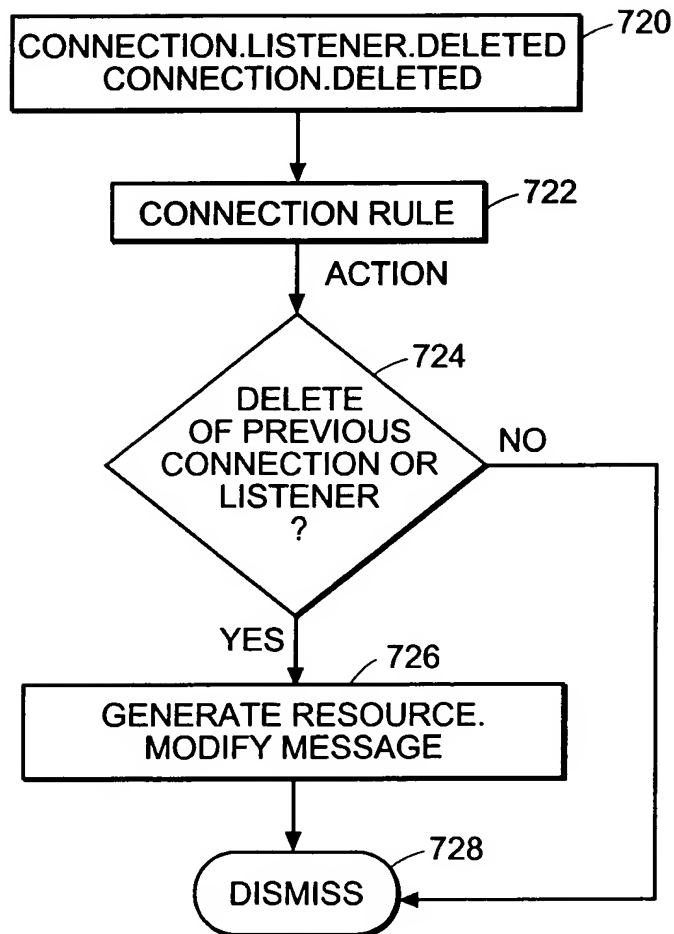 CONNECTION.LISTENER.DELETED
CONNECTION.DELETED
720
CONNECTION RULE
722
ACTION
724
DELETE
OF PREVIOUS
CONNECTION OR
LISTENER
?
NO
YES
726
GENERATE RESOURCE.
MODIFY MESSAGE
728
DISMISS